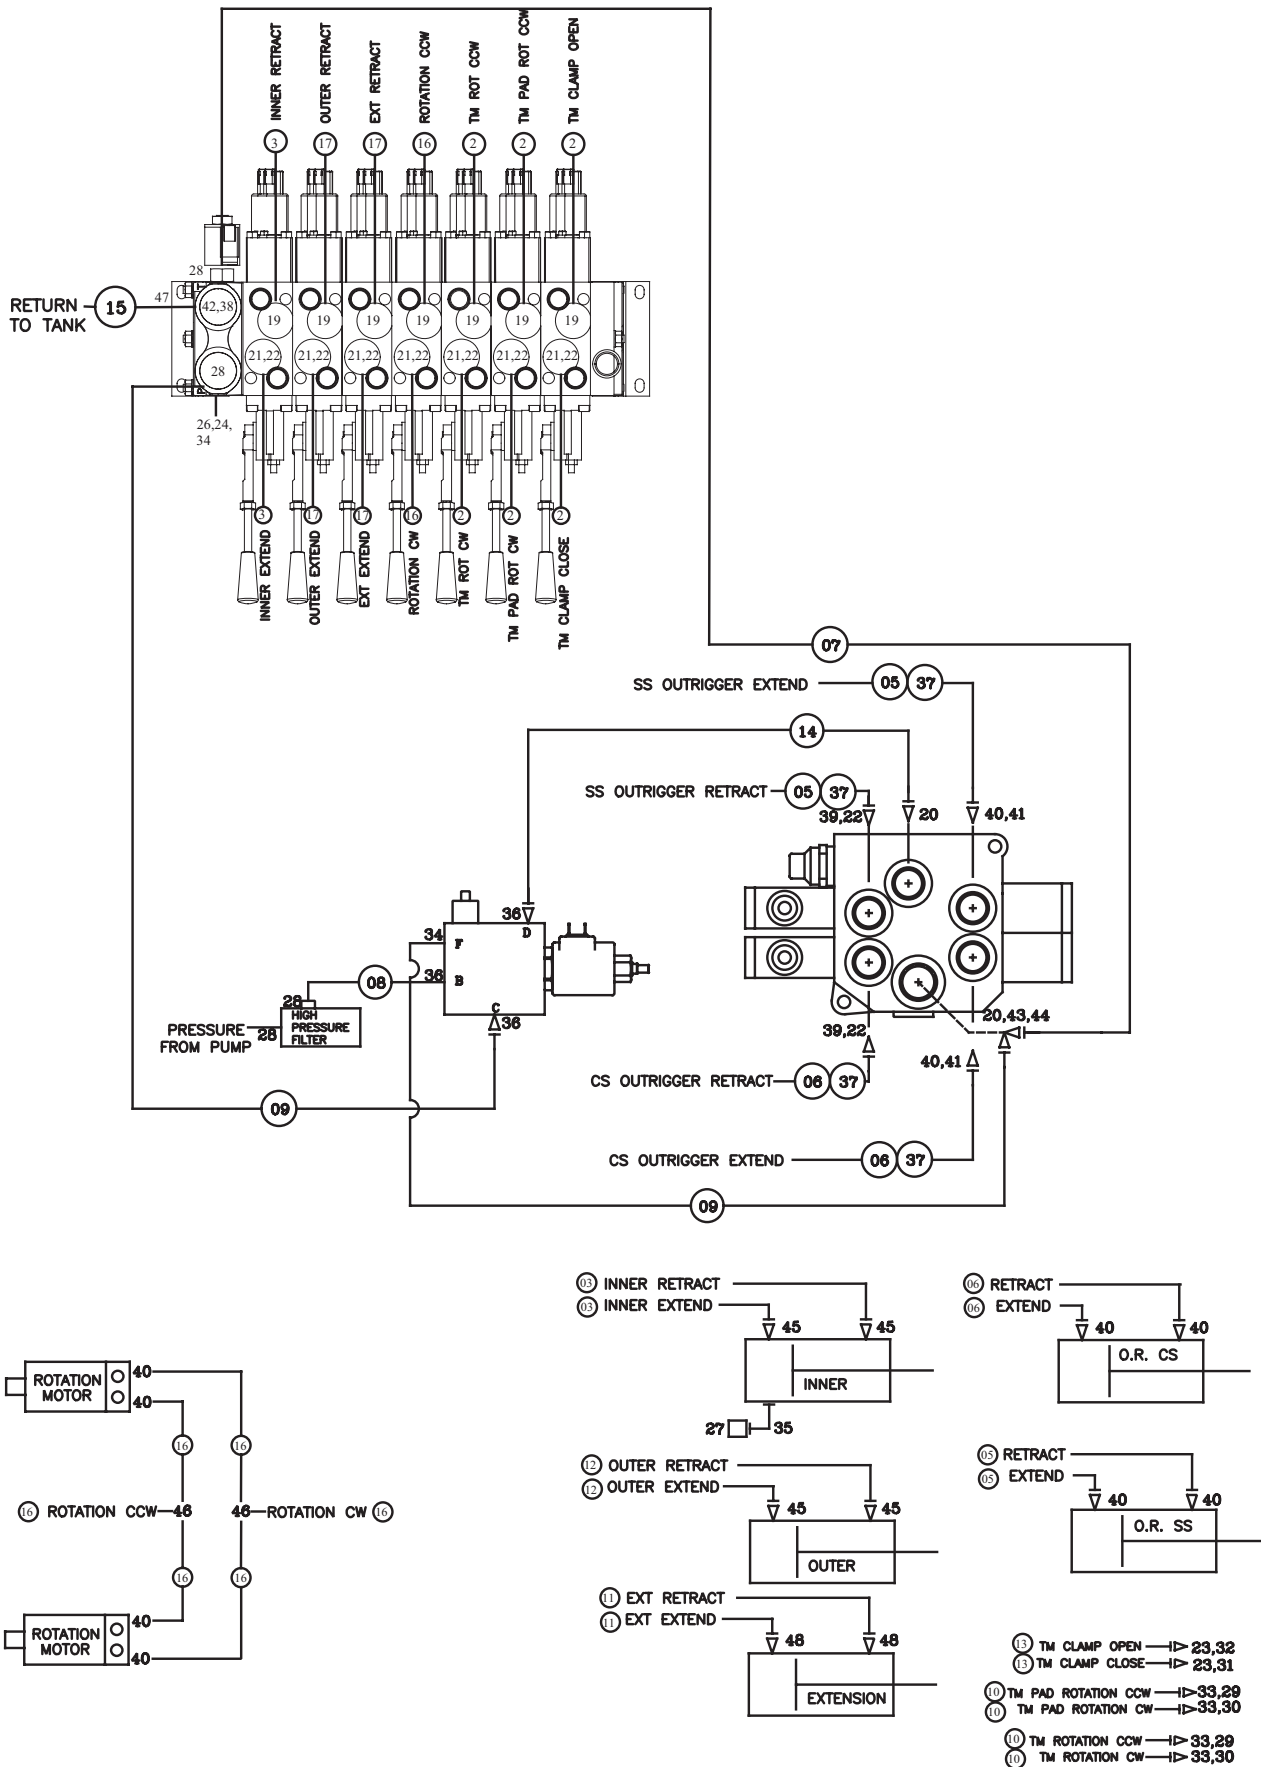 INNER RETRACT
OUTER RETRACT
EXT RETRACT
ROTATION CCW
TM ROT CCW
TM PAD ROT CCW
TM CLAMP OPEN
3 17 17 16 2 2 2
28
47
RETURN
TO TANK
15
42,38
19 19 19 19 19 19 19
21,22 21,22 21,22 21,22 21,22 21,22 21,22
28
26,24,
34
3 17 17 16 2 2 2
INNER EXTEND
OUTER EXTEND
EXT EXTEND
ROTATION CW
TM ROT CW
TM PAD ROT CW
TM CLAMP CLOSE
07
SS OUTRIGGER EXTEND 05 37
14
SS OUTRIGGER RETRACT 05 37
39,22 20 40,41
36
D
34
F
08
36 B
C
36
28
HIGH
PRESSURE
FILTER
28
PRESSURE
FROM PUMP
20,43,44
39,22
40,41
CS OUTRIGGER RETRACT 06 37
09
CS OUTRIGGER EXTEND 06 37
09
03 INNER RETRACT
03 INNER EXTEND
45 45
INNER
27 35
06 RETRACT
06 EXTEND
40 40
O.R. CS
ROTATION
MOTOR
40
40
16 16
16 ROTATION CCW 46
46 ROTATION CW 16
16 16
ROTATION
MOTOR
40
40
12 OUTER RETRACT
12 OUTER EXTEND
45 45
OUTER
05 RETRACT
05 EXTEND
40 40
O.R. SS
11 EXT RETRACT
11 EXT EXTEND
48 48
EXTENSION
13 TM CLAMP OPEN 23,32
13 TM CLAMP CLOSE 23,31
10 TM PAD ROTATION CCW 33,29
10 TM PAD ROTATION CW 33,30
10 TM ROTATION CCW 33,29
10 TM ROTATION CW 33,30